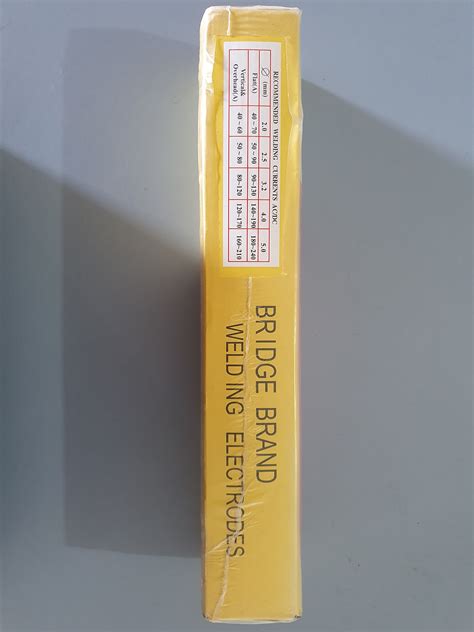 RECOMMENDED WELDING CURRENTS AC/DC
∅ (mm) 2.0 2.5 3.2 4.0 5.0
Flat(A) 40~70 50~90 90~130 140~190 180~240
Vertical&
Overhead(A) 40~60 50~80 80~120 120~170 160~210
BRIDGE BRAND
WELDING ELECTRODES